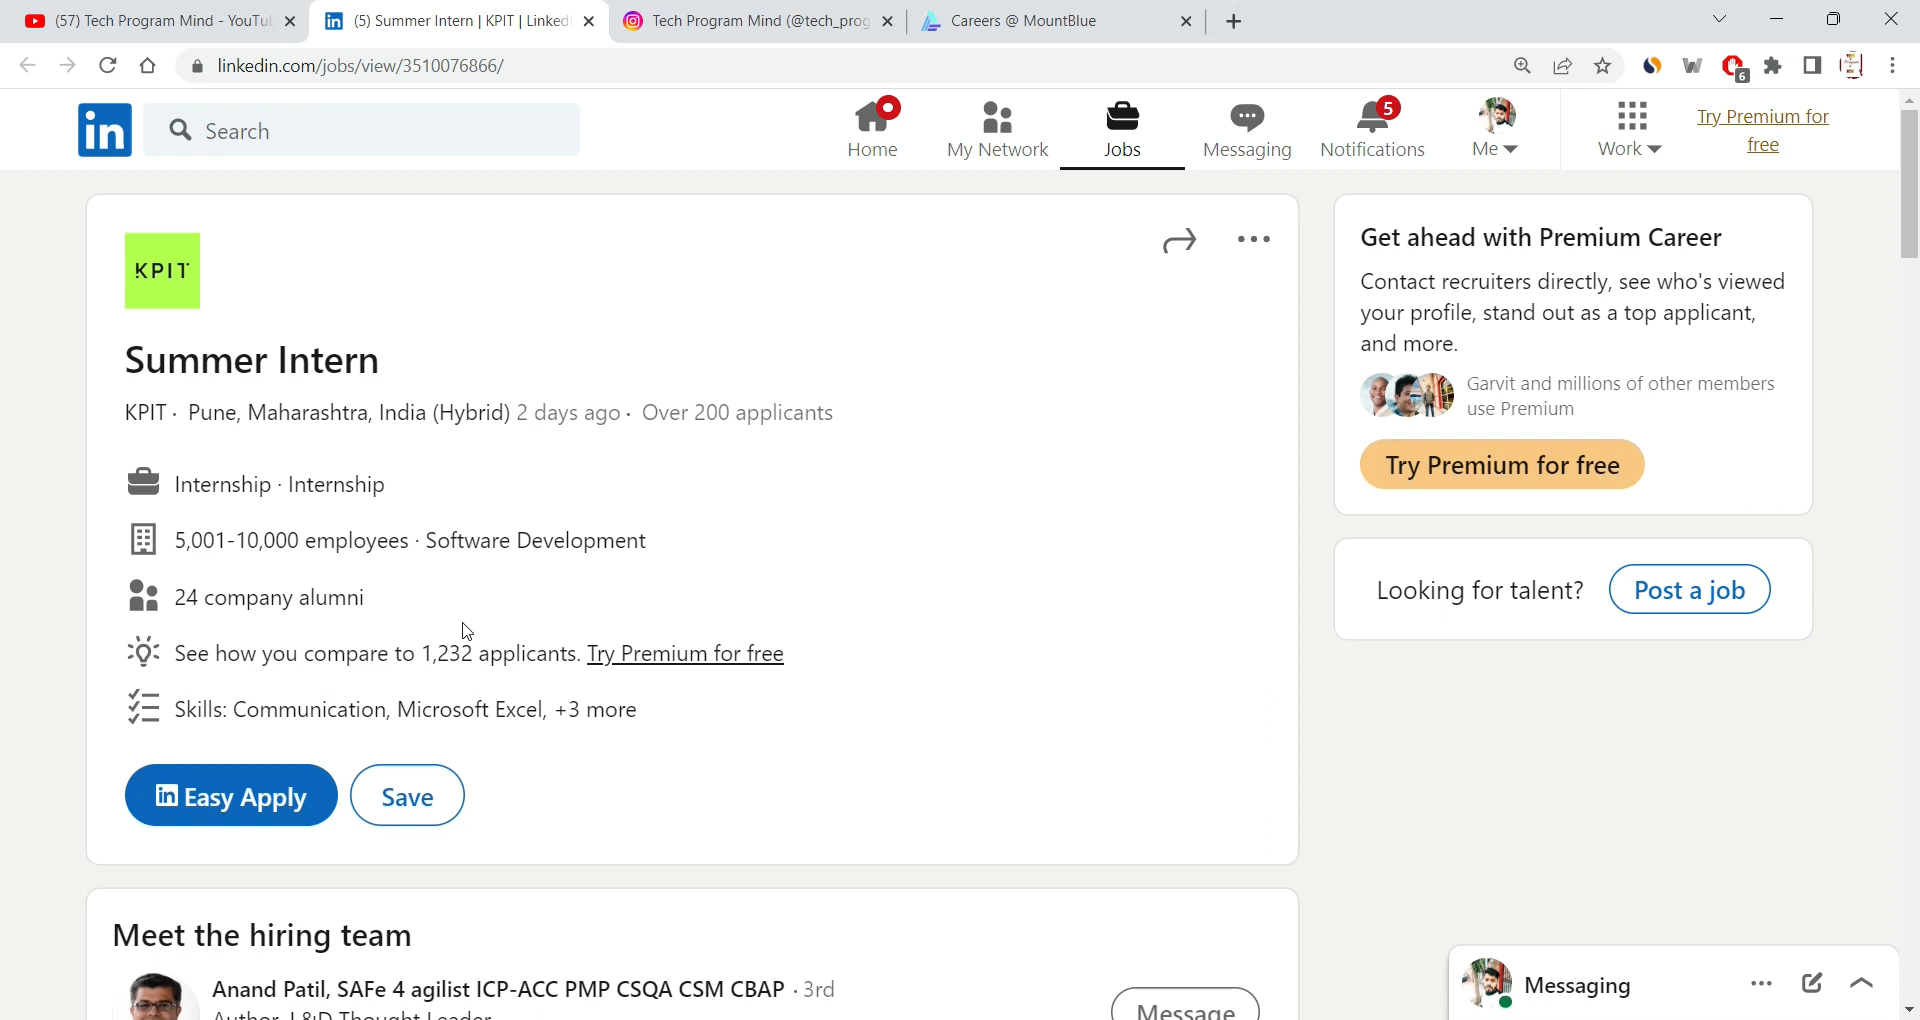 (57) Tech Program Mind - YouTu
(5) Summer Intern | KPIT | Linked
Tech Program Mind (@tech_prog
Careers @ MountBlue
linkedin.com/jobs/view/3510076866/
6
in
Search
Home
My Network
Jobs
Messaging
5
Notifications
Me
Work
Try Premium for
free
KPIT
Summer Intern
KPIT · Pune, Maharashtra, India (Hybrid) 2 days ago · Over 200 applicants
Internship · Internship
5,001-10,000 employees · Software Development
24 company alumni
See how you compare to 1,232 applicants. Try Premium for free
Skills: Communication, Microsoft Excel, +3 more
in Easy Apply
Save
Get ahead with Premium Career
Contact recruiters directly, see who's viewed
your profile, stand out as a top applicant,
and more.
Garvit and millions of other members
use Premium
Try Premium for free
Looking for talent?
Post a job
Meet the hiring team
Anand Patil, SAFe 4 agilist ICP-ACC PMP CSQA CSM CBAP · 3rd
Author, L&D Thought Leader
Message
Messaging